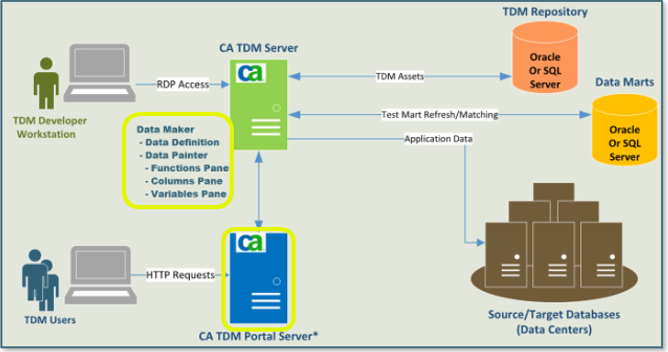 TDM Repository
CA TDM Server
ca
Oracle
Or SQL
Server
TDM Assets
RDP Access
Data Marts
TDM Developer
Workstation
Test Mart Refresh/Matching
Oracle
Or SQL
Server
Data Maker
- Data Definition
- Data Painter
- Functions Pane
- Columns Pane
- Variables Pane
Application Data
ca
HTTP Requests
TDM Users
CA TDM Portal Server*
Source/Target Databases
(Data Centers)